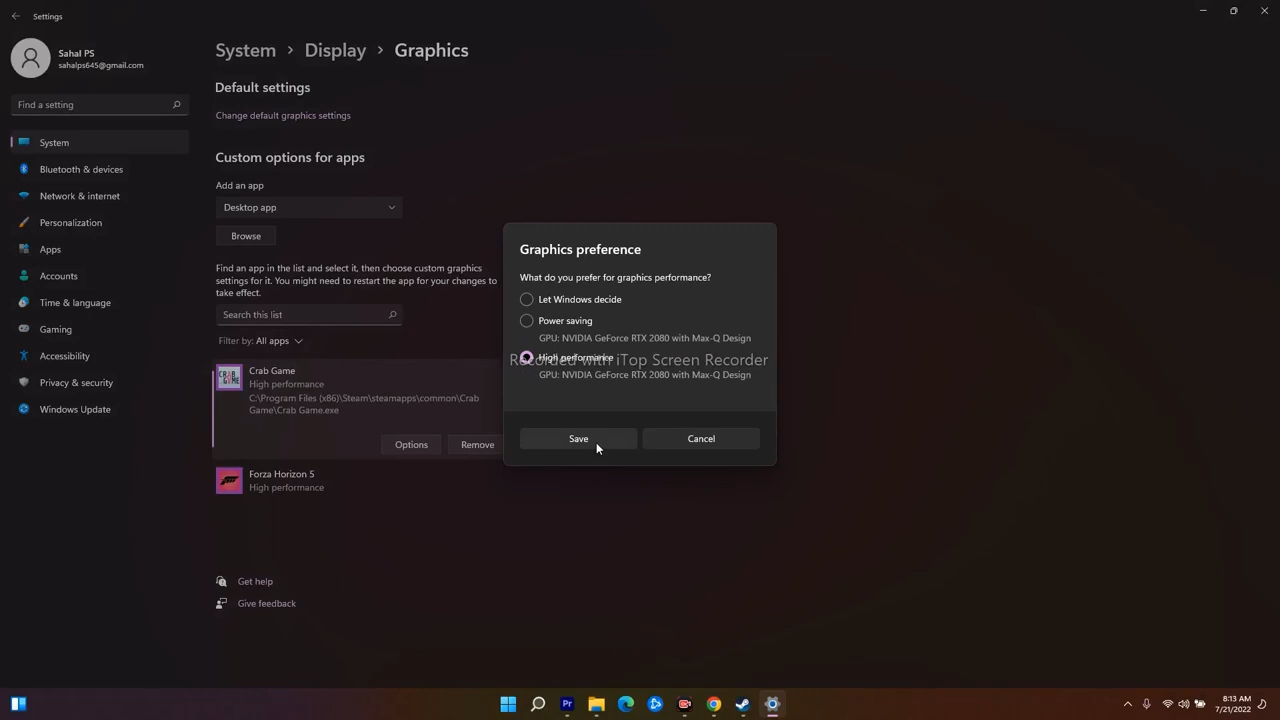 Settings
Sahal PS
sahalps645@gmail.com
Find a setting
System
Bluetooth & devices
Network & internet
Personalization
Apps
Accounts
Time & language
Gaming
Accessibility
Privacy & security
Windows Update
System > Display > Graphics
Default settings
Change default graphics settings
Custom options for apps
Add an app
Desktop app
Browse
Find an app in the list and select it, then choose custom graphics
settings for it. You might need to restart the app for your changes to
take effect.
Search this list
Filter by: All apps
CRAB GAME
Crab Game
High performance
C:\Program Files (x86)\Steam\steamapps\common\Crab
Game\Crab Game.exe
Options
Remove
Forza Horizon 5
High performance
Get help
Give feedback
Graphics preference
What do you prefer for graphics performance?
Let Windows decide
Power saving
GPU: NVIDIA GeForce RTX 2080 with Max-Q Design
High performance
Recorded with iTop Screen Recorder
GPU: NVIDIA GeForce RTX 2080 with Max-Q Design
Save
Cancel
Pr
8:13 AM
7/21/2022